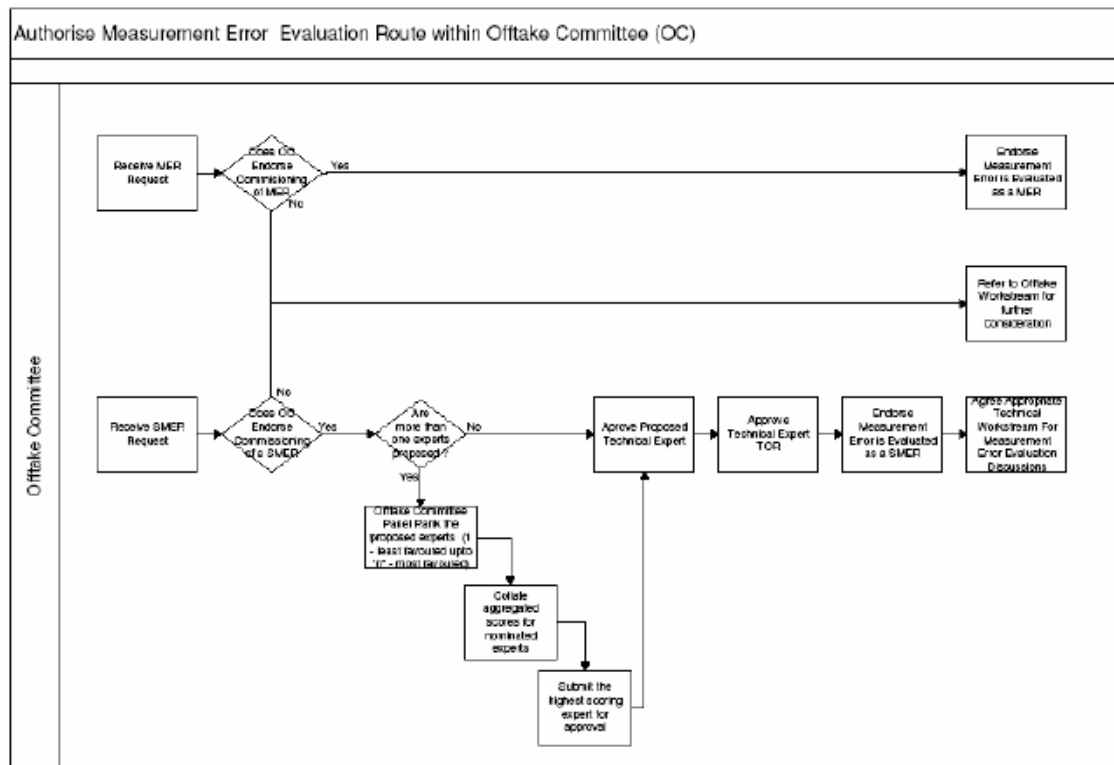 Authorise Measurement Error Evaluation Route within Offtake Committee (OC)
Offtake Committee
Receive MER
Request
Does OC
Endorse
Commisioning
of MER
Yes
No
Endorse
Measurement
Error is Evaluated
as a MER
Refer to Offtake
Workstream for
further
consideration
No
Receive SMER
Request
Does OC
Endorse
Commissioning
of a SMER
Yes
Are
more than
one experts
proposed ?
No
Yes
Aprove Proposed
Technical Expert
Approve
Technical Expert
TOR
Endorse
Measurement
Error is Evaluated
as a SMER
Agree Appropriate
Technical
Workstream For
Measurement
Error Evaluation
Discussions
Offtake Committee
Panel Rank the
proposed experts (1
- least favoured upto
"n" - most favoured)
Collate
aggregated
scores for
nominated
experts
Submit the
highest scoring
expert for
approval